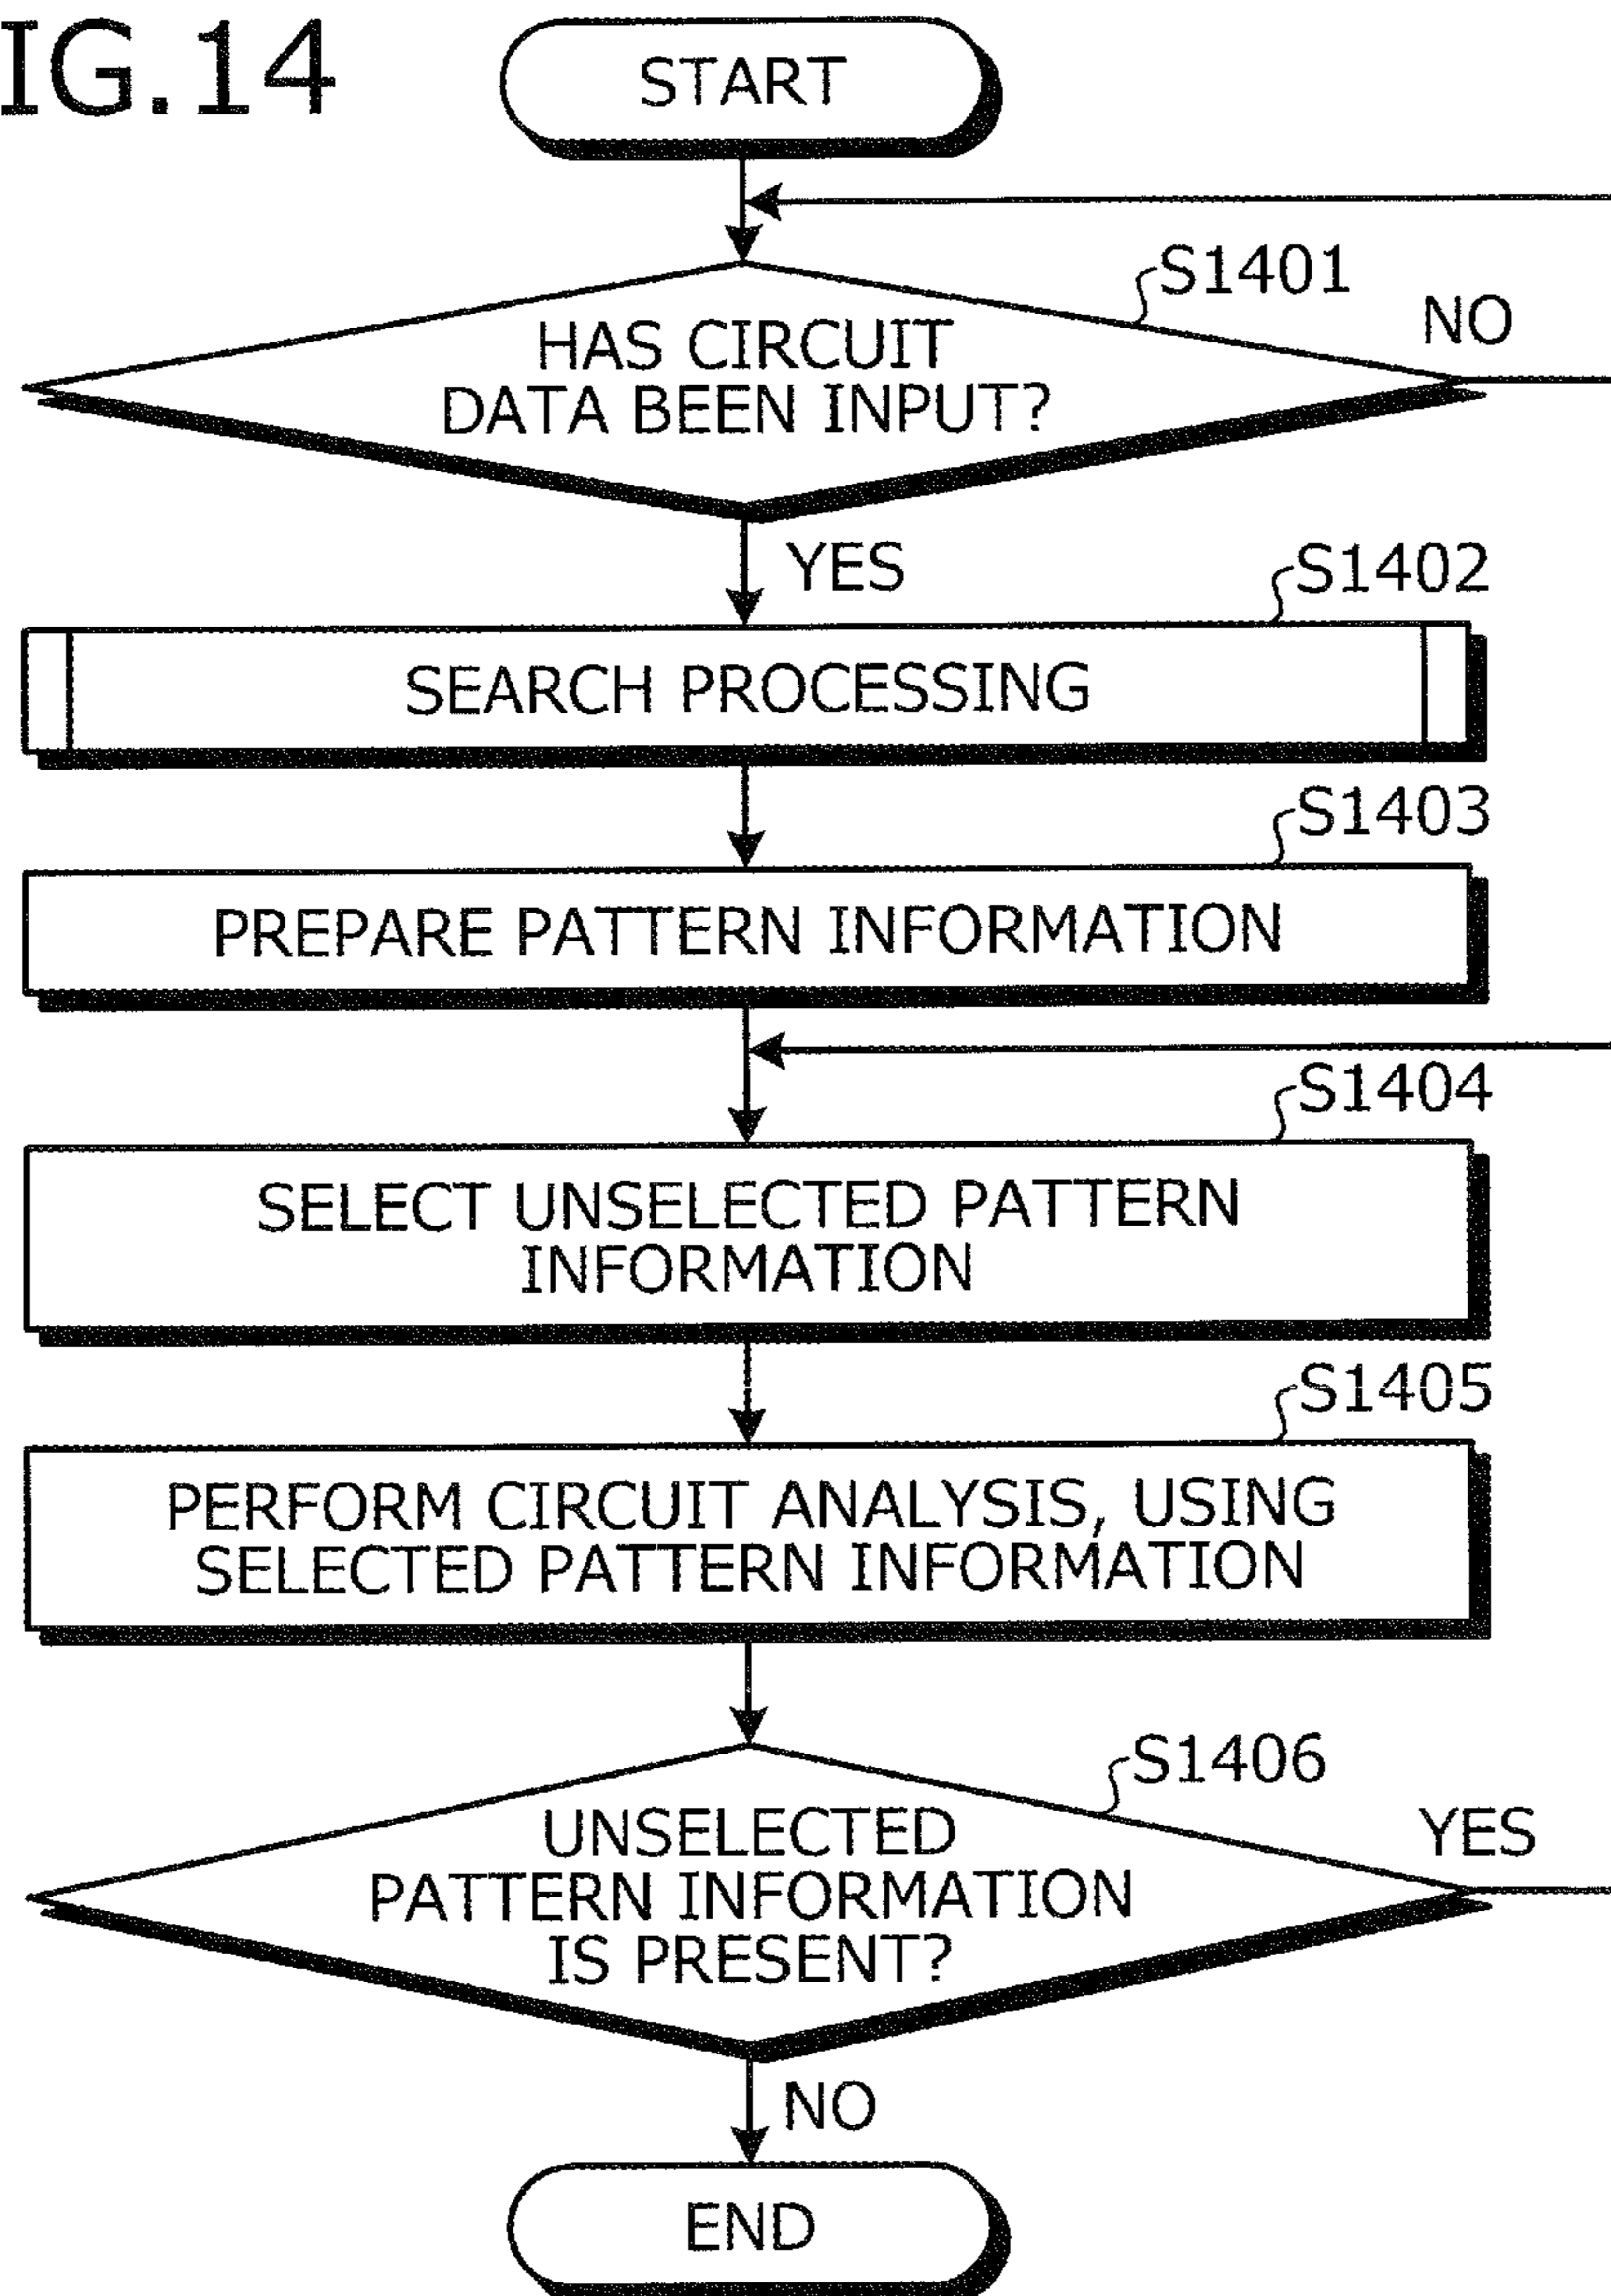 IG.14
START
S1401
NO
HAS CIRCUIT
DATA BEEN INPUT?
YES
S1402
SEARCH PROCESSING
S1403
PREPARE PATTERN INFORMATION
S1404
SELECT UNSELECTED PATTERN
INFORMATION
S1405
PERFORM CIRCUIT ANALYSIS, USING
SELECTED PATTERN INFORMATION
S1406
YES
UNSELECTED
PATTERN INFORMATION
IS PRESENT?
NO
END